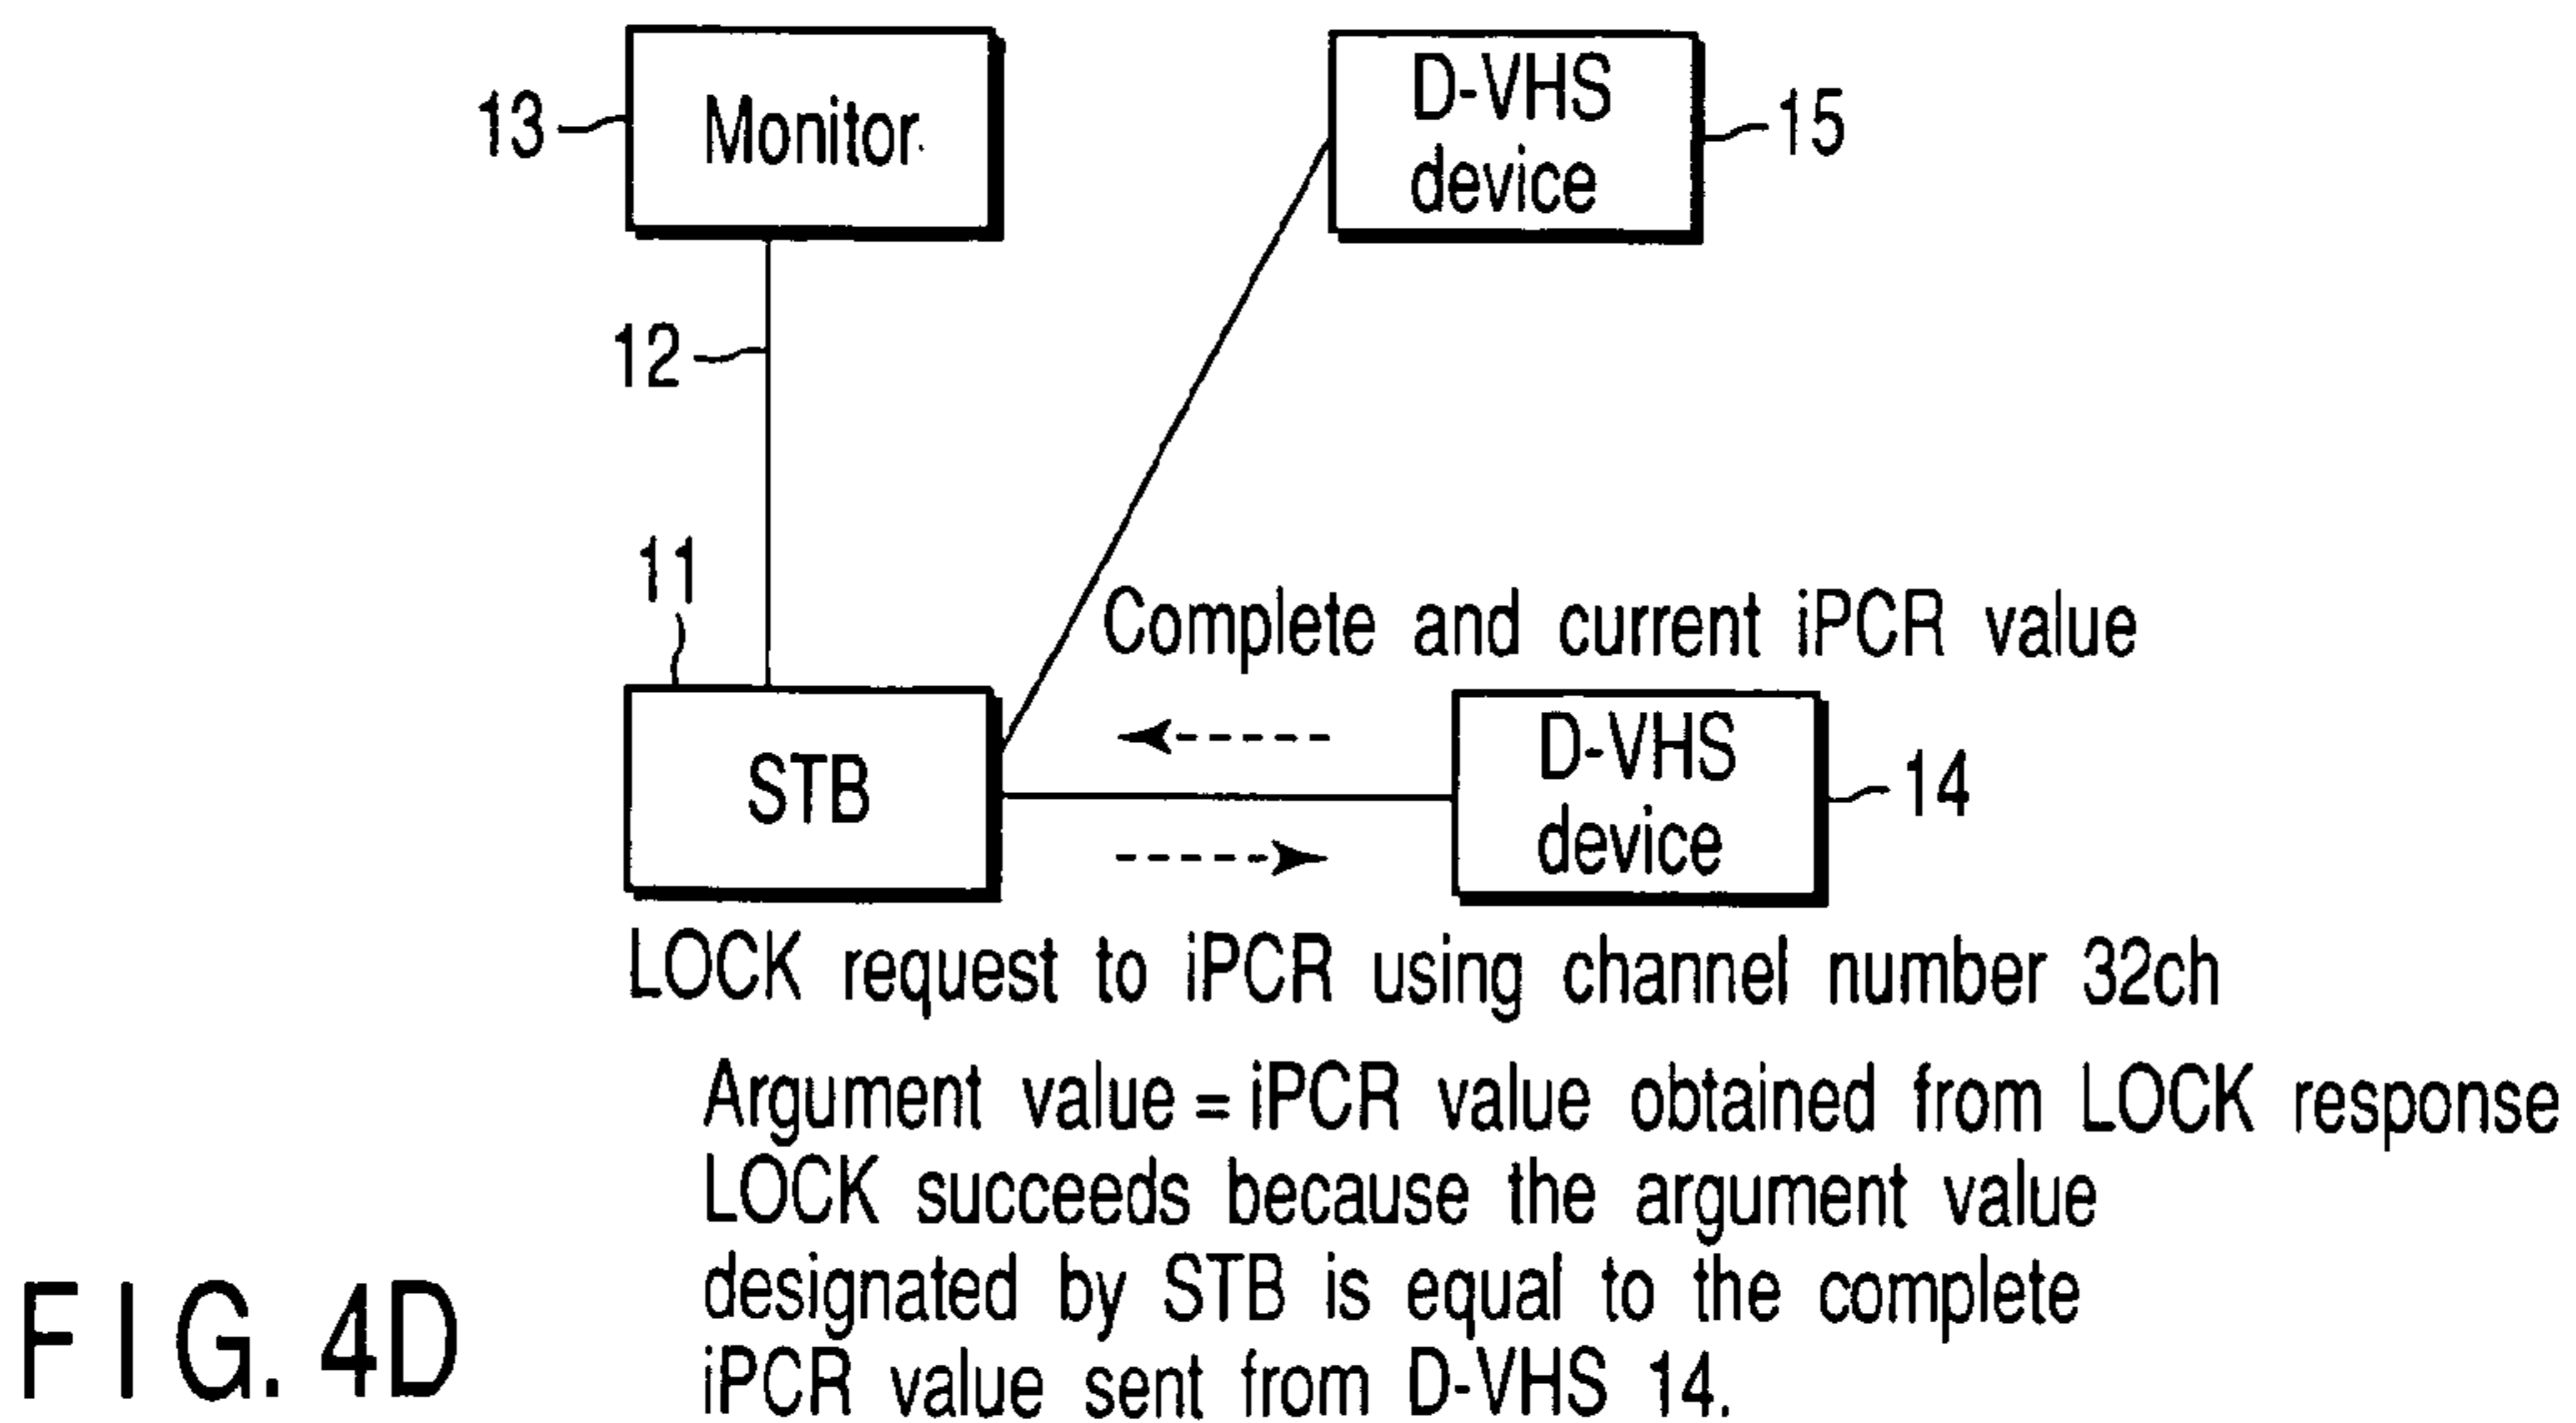 13
Monitor
D-VHS
device
15
12
11
Complete and current iPCR value
STB
D-VHS
device
14
LOCK request to iPCR using channel number 32ch
Argument value = iPCR value obtained from LOCK response
LOCK succeeds because the argument value
designated by STB is equal to the complete
iPCR value sent from D-VHS 14.
FIG. 4D